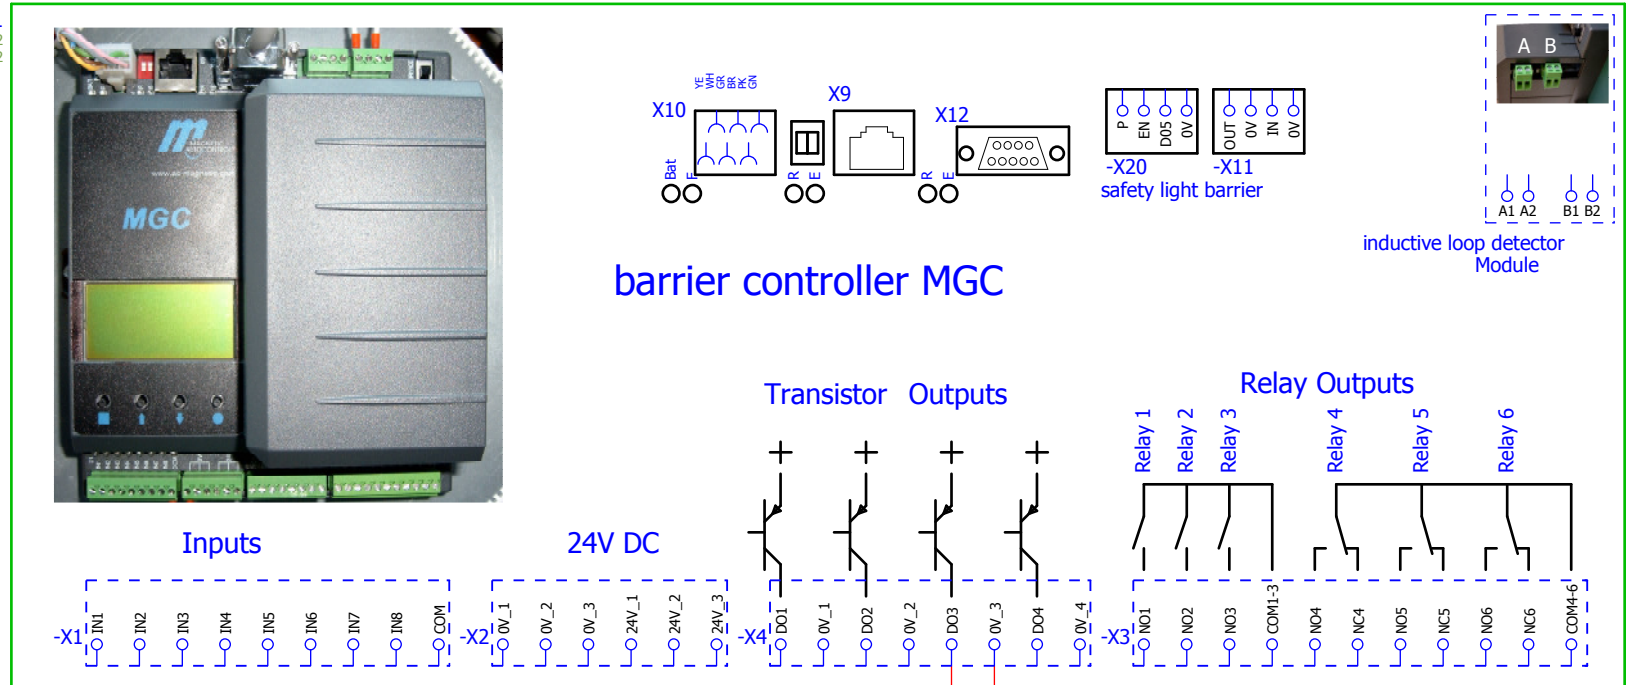 A B
YE
WH
GR
BR
PK
GN
X10
X9
X12
P
EN
D05
0V
OUT
0V
IN
0V
-X20
-X11
safety light barrier
Bat
F
R
E
R
E
A1 A2
B1 B2
inductive loop detector
Module
MAGNETIC
AUTOCONTROL
MGC
barrier controller MGC
Transistor Outputs
Relay Outputs
Relay 1
Relay 2
Relay 3
Relay 4
Relay 5
Relay 6
+ + + +
Inputs
24V DC
-X1
IN1
IN2
IN3
IN4
IN5
IN6
IN7
IN8
COM
-X2
0V_1
0V_2
0V_3
24V_1
24V_2
24V_3
-X4
DO1
0V_1
DO2
0V_2
DO3
0V_3
DO4
0V_4
-X3
NO1
NO2
NO3
COM1-3
NO4
NC4
NO5
NC5
NO6
NC6
COM4-6